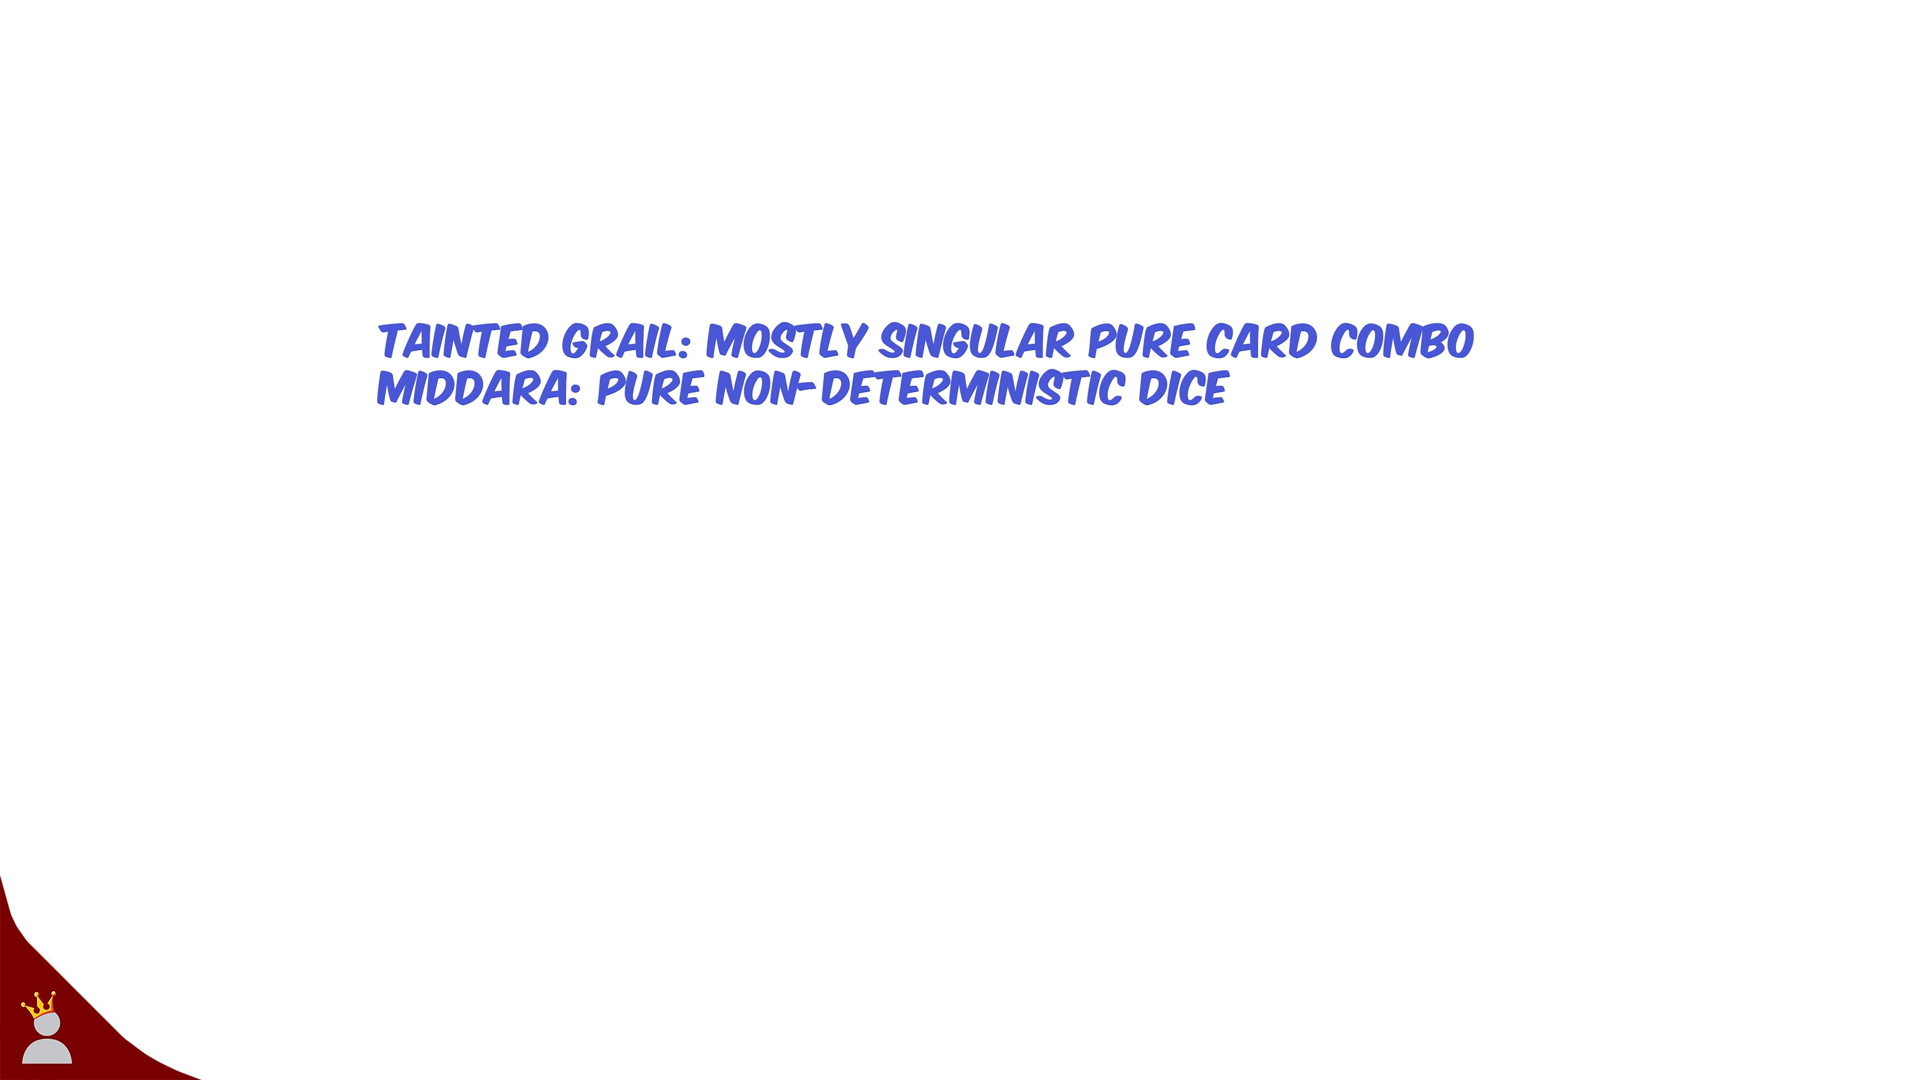 TAINTED GRAIL: MOSTLY SINGULAR PURE CARD COMBO
MIDDARA: PURE NON-DETERMINISTIC DICE